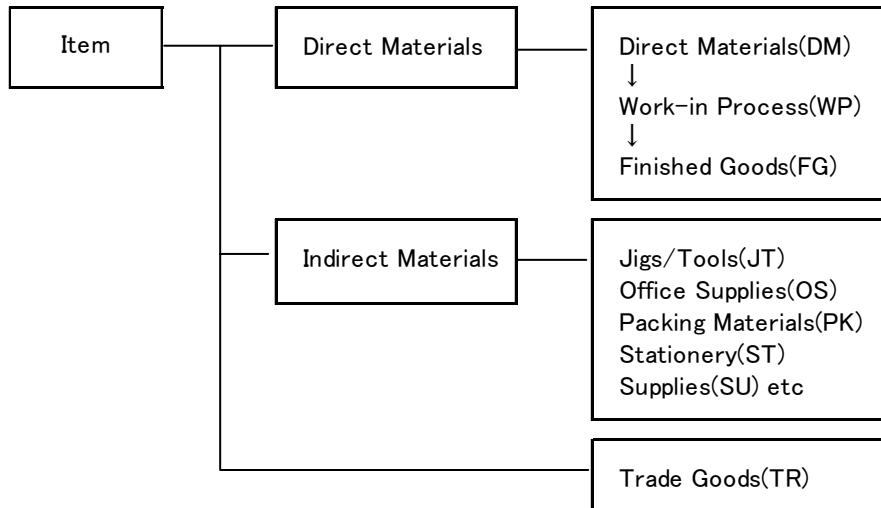 Item
Direct Materials
Direct Materials(DM)
↓
Work-in Process(WP)
↓
Finished Goods(FG)
Indirect Materials
Jigs/Tools(JT)
Office Supplies(OS)
Packing Materials(PK)
Stationery(ST)
Supplies(SU) etc
Trade Goods(TR)